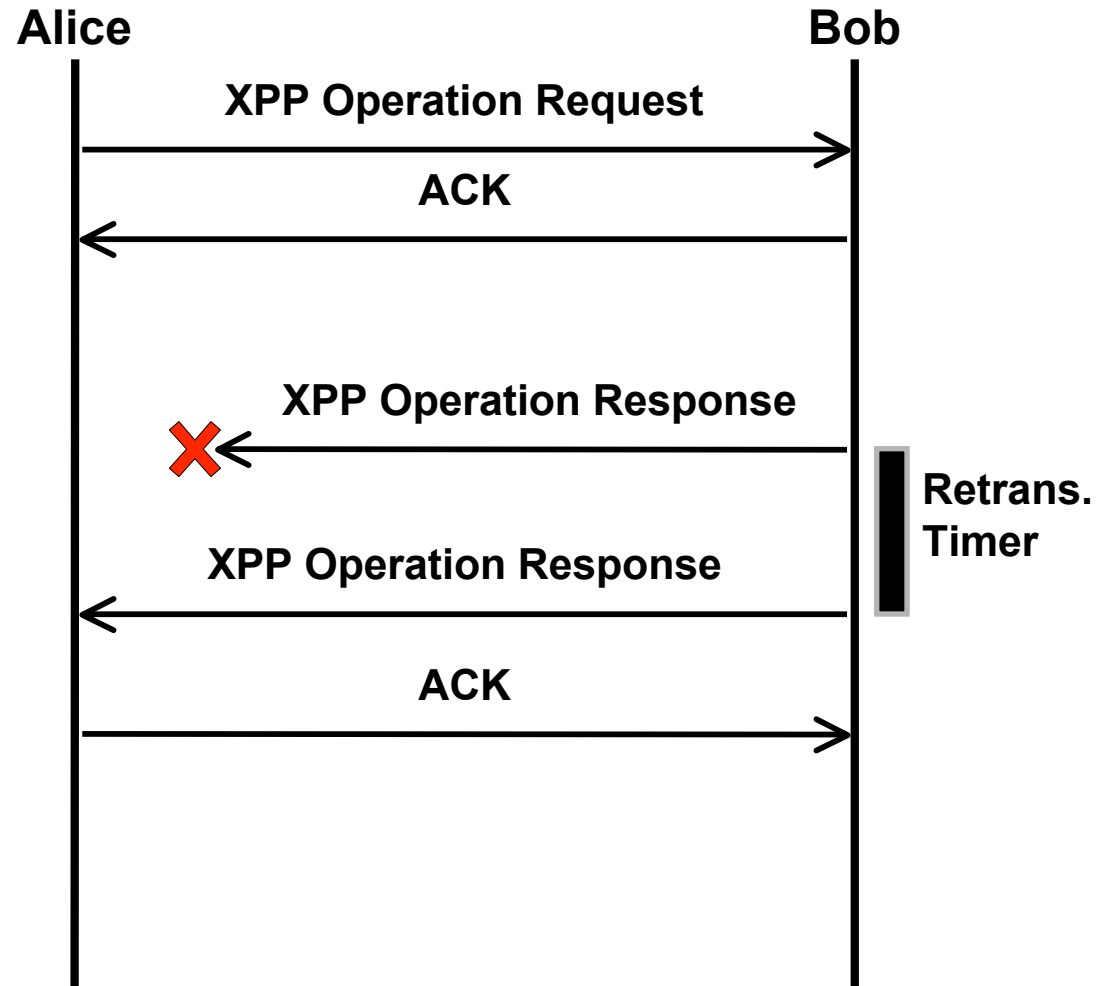 Alice
Bob
XPP Operation Request
ACK
XPP Operation Response
Retrans.
Timer
XPP Operation Response
ACK